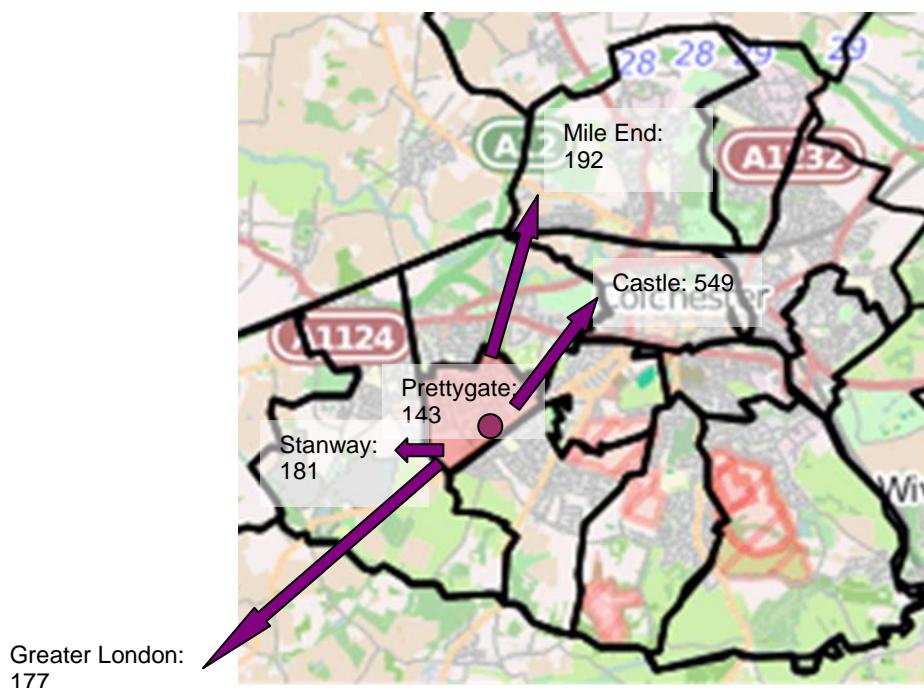 28 28 29 29
Mile End:
192
A12
A1232
Castle: 549
Colchester
A1124
Prettygate:
143
Stanway:
181
Wiv
Greater London:
177